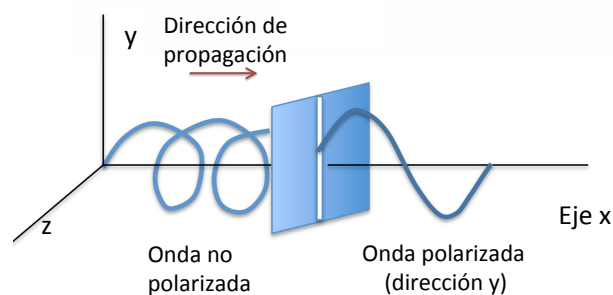 Dirección de
propagación
y
z
Eje x
Onda no
polarizada
Onda polarizada
(dirección y)